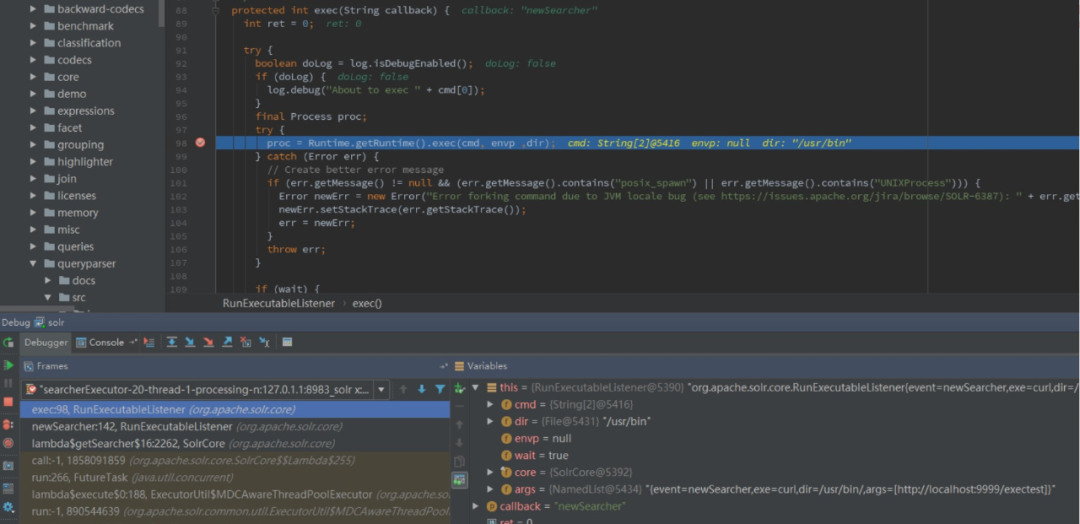 backward-codecs
benchmark
classification
codecs
core
demo
expressions
facet
grouping
highlighter
join
licenses
memory
misc
queries
queryparser
docs
src
88 protected int exec(String callback) { callback: "newSearcher"
89 int ret = 0; ret: 0
90
91 try {
92 boolean doLog = log.isDebugEnabled(); doLog: false
93 if (doLog) { doLog: false
94 log.debug("About to exec " + cmd[0]);
95 }
96 final Process proc;
97 try {
98 proc = Runtime.getRuntime().exec(cmd, envp ,dir); cmd: String[2]@5416 envp: null dir: "/usr/bin"
99 } catch (Error err) {
100 // Create better error message
101 if (err.getMessage() != null && (err.getMessage().contains("posix_spawn") || err.getMessage().contains("UNIXProcess"))) {
102 Error newErr = new Error("Error forking command due to JVM locale bug (see https://issues.apache.org/jira/browse/SOLR-6387): " + err.get
103 newErr.setStackTrace(err.getStackTrace());
104 err = newErr;
105 }
106 throw err;
107 }
108
109 if (wait) {
RunExecutableListener › exec()
Debug solr
Debugger Console
Frames
"searcherExecutor-20-thread-1-processing-n:127.0.1.1:8983_solr x:...
exec:98, RunExecutableListener (org.apache.solr.core)
newSearcher:142, RunExecutableListener (org.apache.solr.core)
lambda$getSearcher$16:2262, SolrCore (org.apache.solr.core)
call:-1, 1858091859 (org.apache.solr.core.SolrCore$$Lambda$255)
run:266, FutureTask (java.util.concurrent)
lambda$execute$0:188, ExecutorUtil$MDCAwareThreadPoolExecutor (org.apache.so
run:-1, 890544639 (org.apache.solr.common.util.ExecutorUtil$MDCAwareThreadPool
Variables
this = {RunExecutableListener@5390} "org.apache.solr.core.RunExecutableListener{event=newSearcher,exe=curl,dir=/
cmd = {String[2]@5416}
dir = {File@5431} "/usr/bin"
envp = null
wait = true
core = {SolrCore@5392}
args = {NamedList@5434} "{event=newSearcher,exe=curl,dir=/usr/bin/,args=[http://localhost:9999/exectest]}"
callback = "newSearcher"
ret = 0